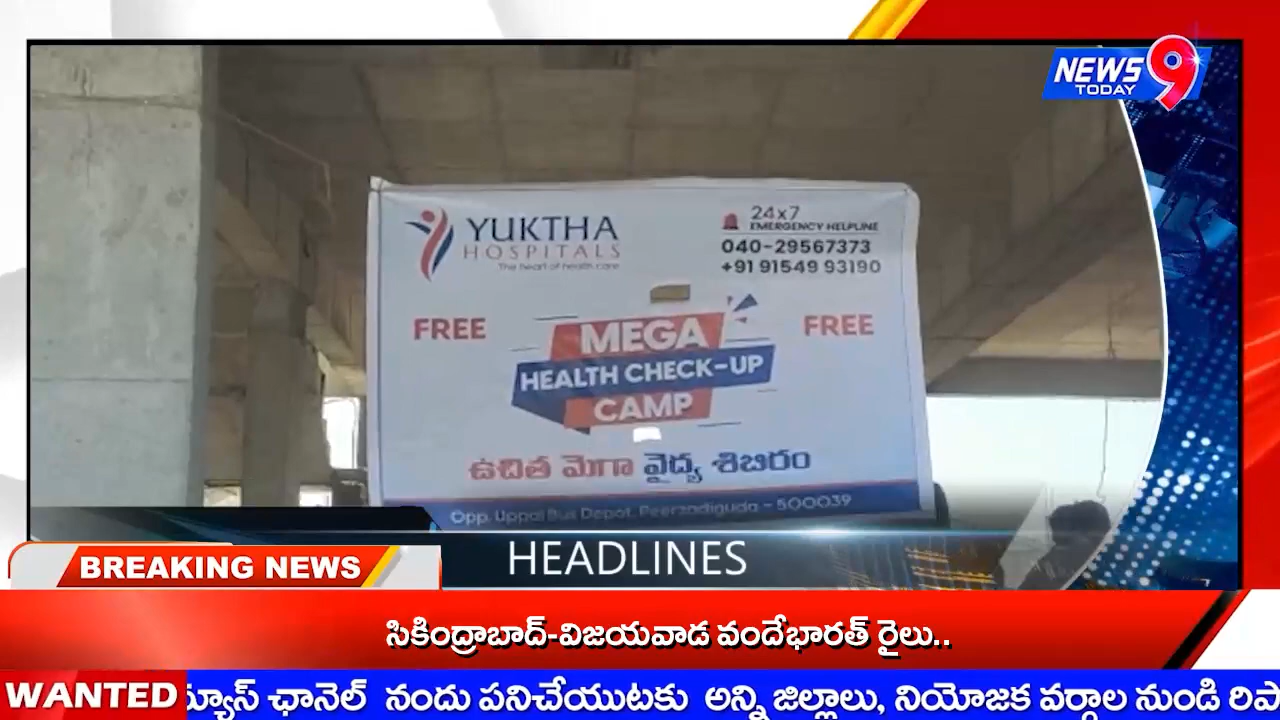 NEWS 9
TODAY
YUKTHA
HOSPITALS
The heart of health care
24x7
EMERGENCY HELPLINE
040-29567373
+91 91549 93190
FREE
MEGA
HEALTH CHECK-UP
CAMP
FREE
ఉచిత మెగా వైద్య శిబిరం
Opp. Uppal Bus Depot, Peerzadiguda - 500039
HEADLINES
BREAKING NEWS
సికింద్రాబాద్-విజయవాడ వందేభారత్ రైలు..
WANTED
చానెల్ నందు పనిచేయుటకు అన్ని జిల్లాలు, నియోజక వర్గాల నుండి